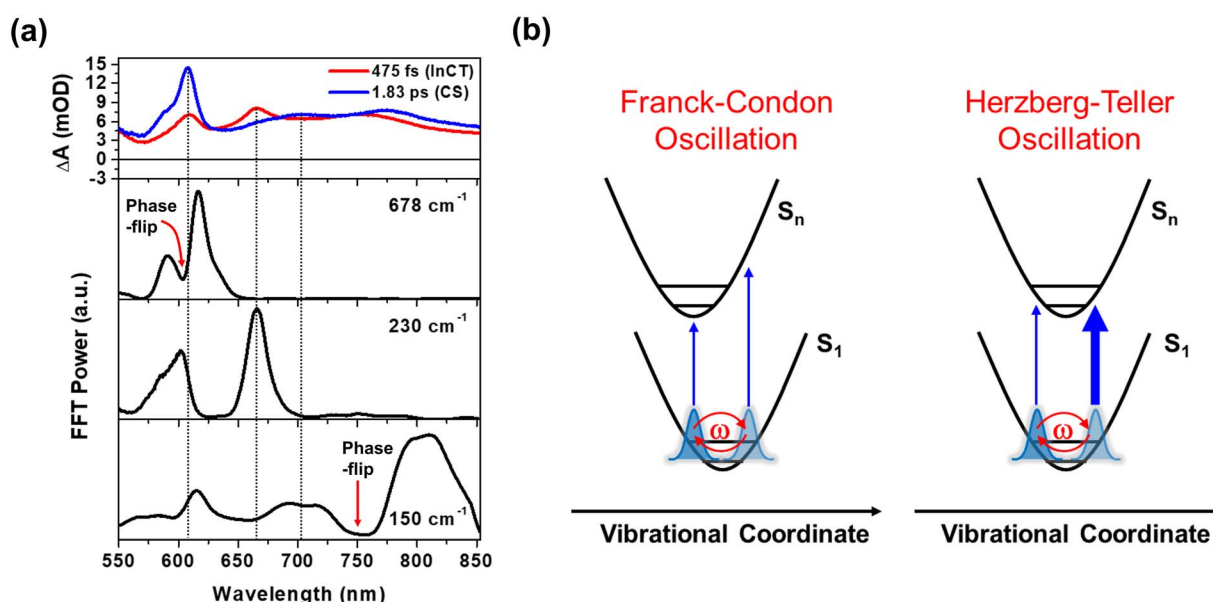 (a)
15
12
9
6
3
0
-3
ΔA (mOD)
475 fs (InCT)
1.83 ps (CS)
678 cm⁻¹
Phase
-flip
230 cm⁻¹
FFT Power (a.u.)
Phase
-flip
150 cm⁻¹
550 600 650 700 750 800 850
Wavelength (nm)
(b)
Franck-Condon
Oscillation
Sₙ
S₁
ω
Vibrational Coordinate
Herzberg-Teller
Oscillation
Sₙ
S₁
ω
Vibrational Coordinate